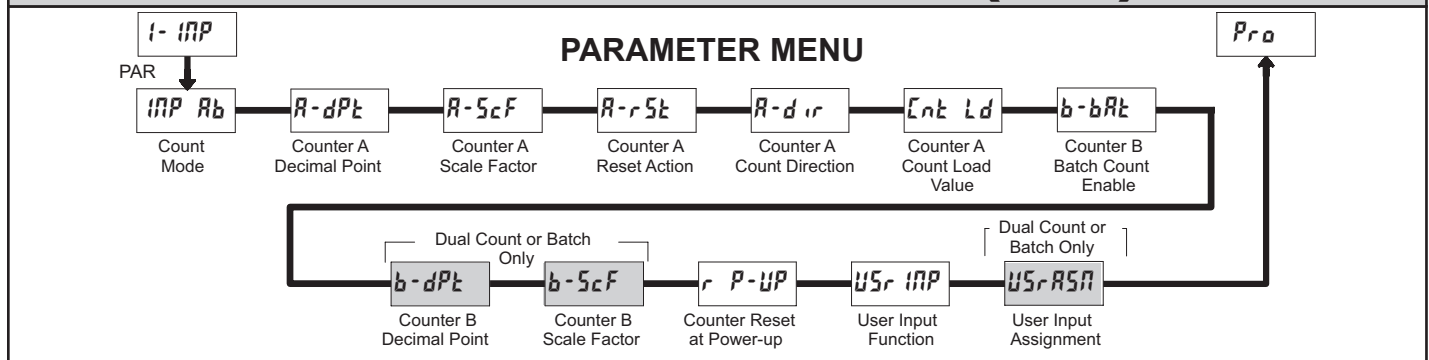 1- INP
PARAMETER MENU
Pro
PAR
INP Ab
A-dPt
A-ScF
A-rSt
A-dir
Cnt Ld
b-bAt
Count
Mode
Counter A
Decimal Point
Counter A
Scale Factor
Counter A
Reset Action
Counter A
Count Direction
Counter A
Count Load
Value
Counter B
Batch Count
Enable
Dual Count or Batch
Only
Dual Count or
Batch Only
b-dPt
b-ScF
r P-UP
USr INP
USrASN
Counter B
Decimal Point
Counter B
Scale Factor
Counter Reset
at Power-up
User Input
Function
User Input
Assignment